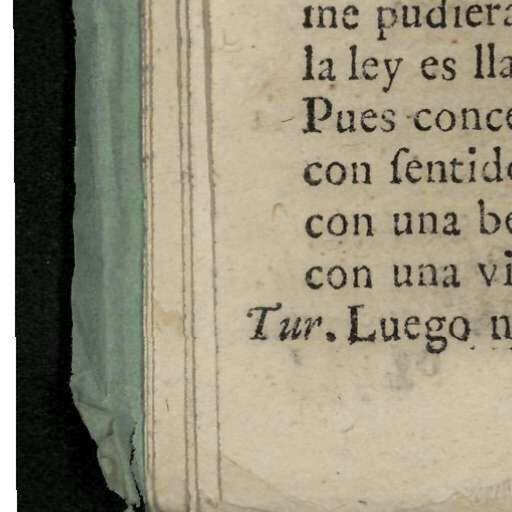 me pudiera
la ley es lla
Pues conce
con ſentido
con una be
con una vi
Tur. Luego n